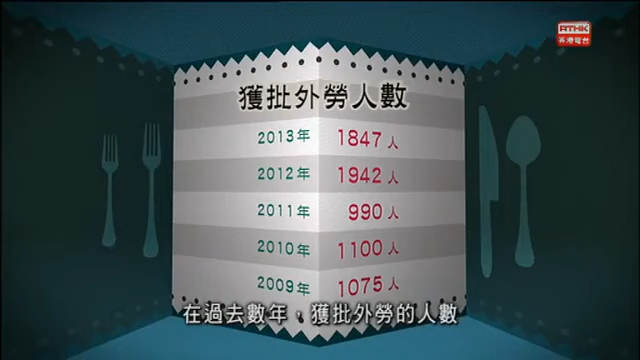 RTHK
香港電台
獲批外勞人數
2013年 1847人
2012年 1942人
2011年 990人
2010年 1100人
2009年 1075人
在過去數年，獲批外勞的人數